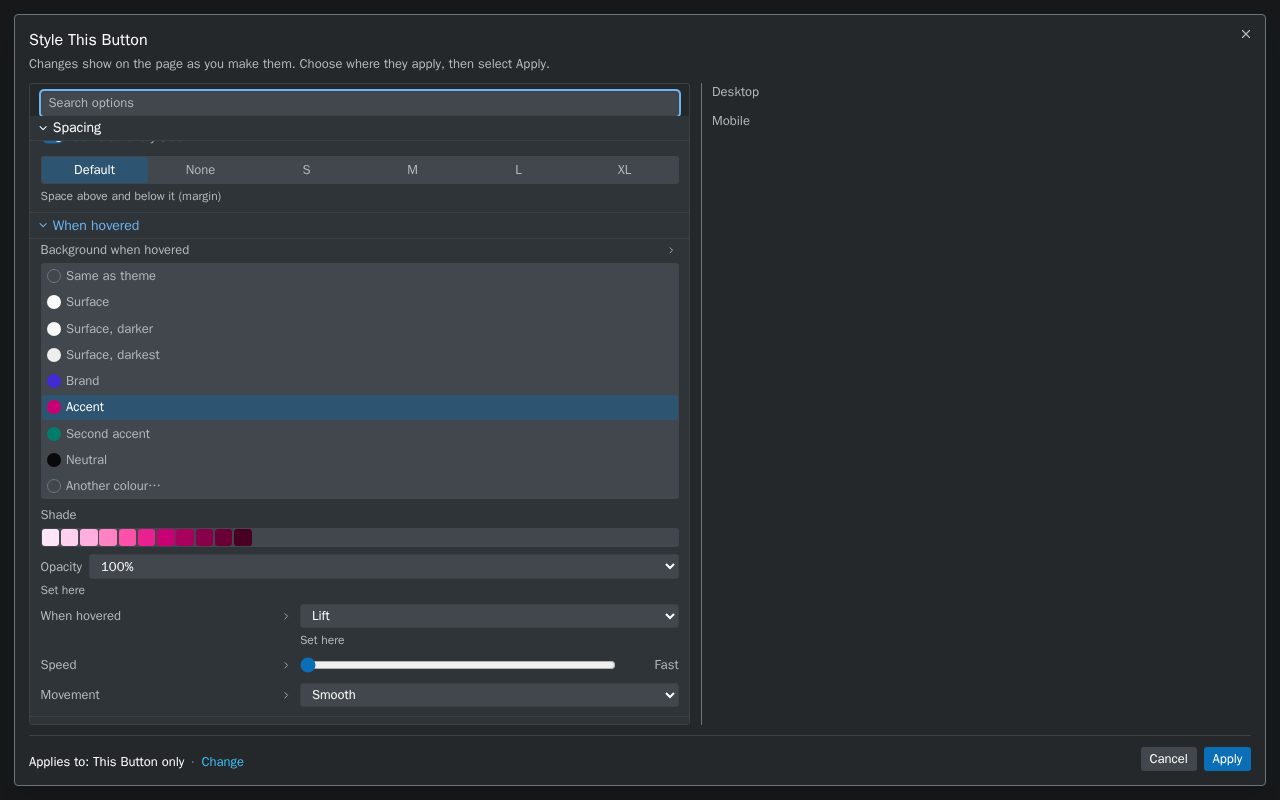 Style This Button
Changes show on the page as you make them. Choose where they apply, then select Apply.
Search options
Spacing
Default
None
S
M
L
XL
Space above and below it (margin)
When hovered
Background when hovered
Same as theme
Surface
Surface, darker
Surface, darkest
Brand
Accent
Second accent
Neutral
Another colour…
Shade
Opacity
100%
Set here
When hovered
Lift
Set here
Speed
Fast
Movement
Smooth
Desktop
Mobile
Applies to: This Button only · Change
Cancel
Apply